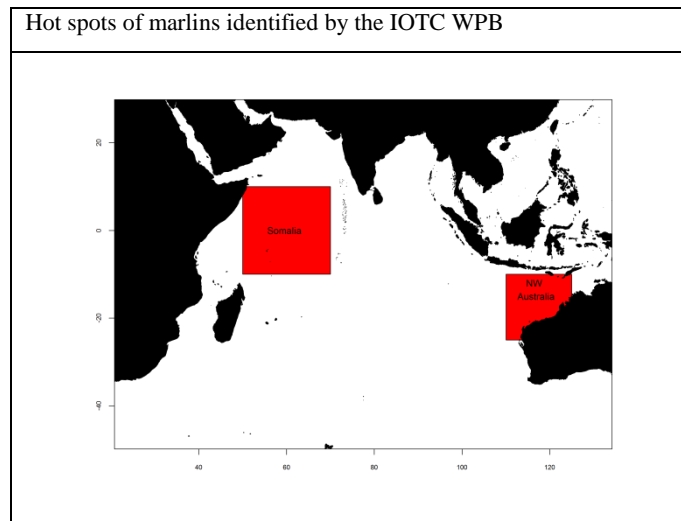 Hot spots of marlins identified by the IOTC WPB
20
0
-20
-40
Somalia
NW
Australia
40
60
80
100
120